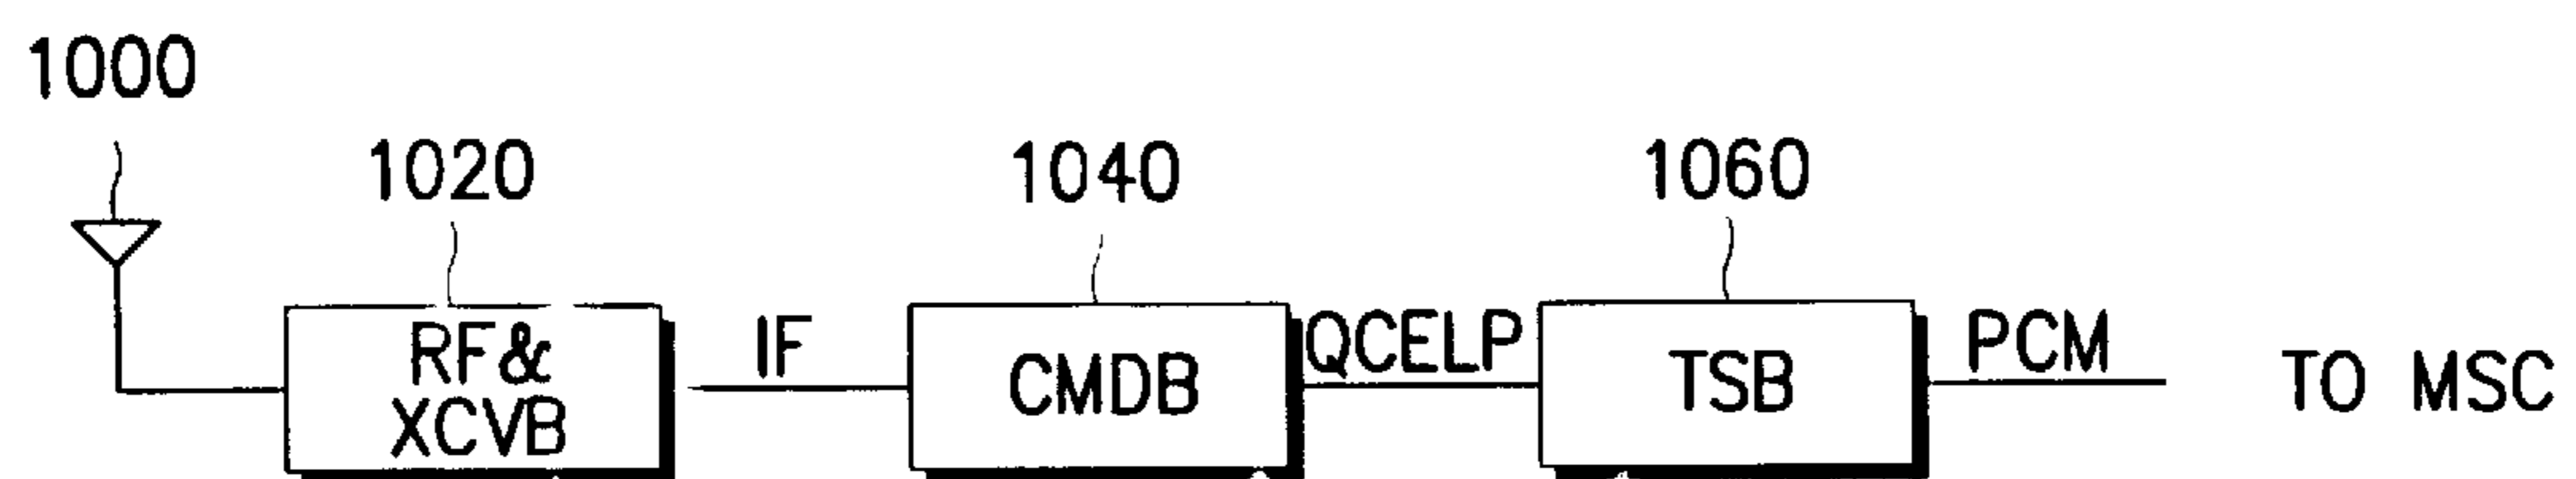 1000
1020
1040
1060
RF&
XCVB
IF
CMDB
QCELP
TSB
PCM
TO MSC